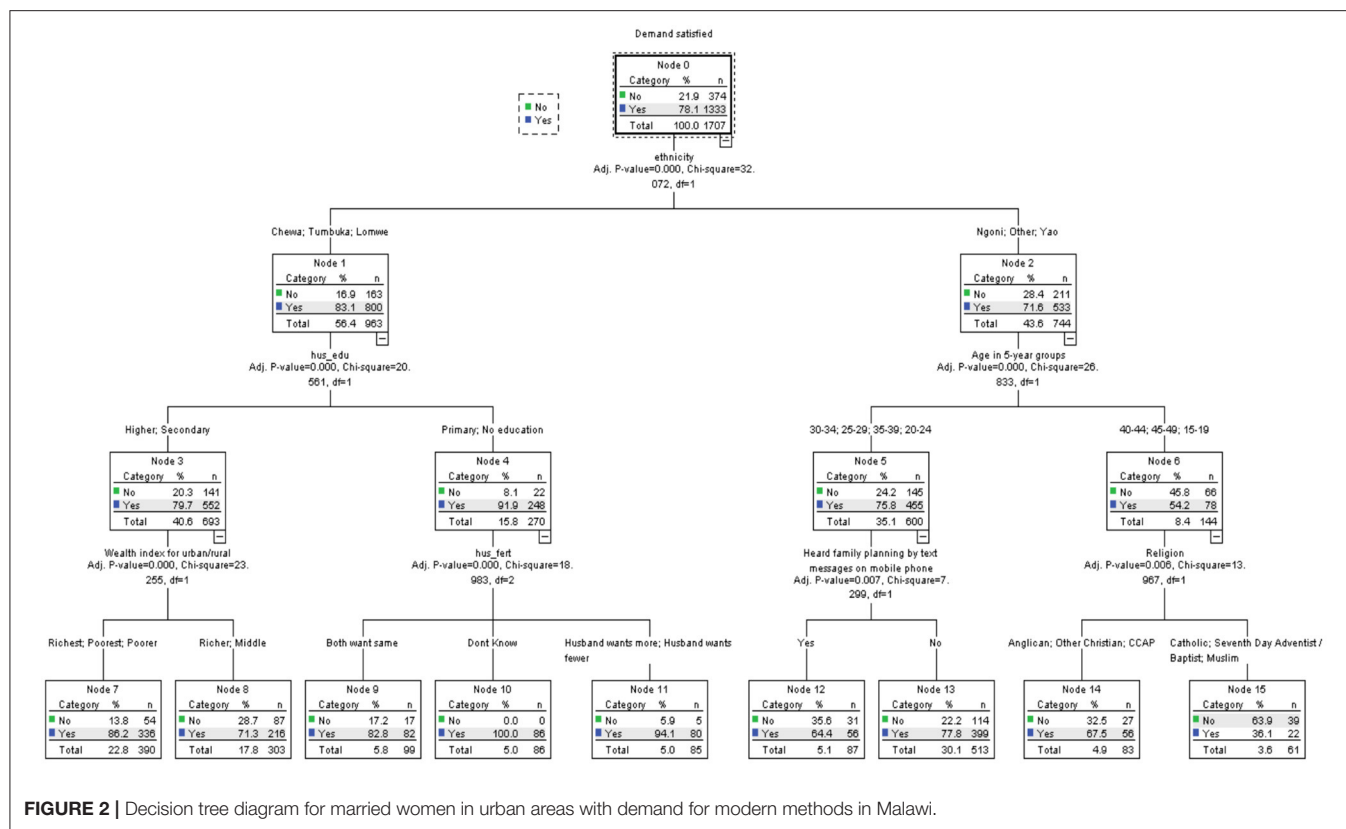 Demand satisfied
Node 0
Category % n
No 21.9 374
Yes 78.1 1333
Total 100.0 1707
No
Yes
ethnicity
Adj. P-value=0.000, Chi-square=32.
072, df=1
Chewa; Tumbuka; Lomwe
Node 1
Category % n
No 16.9 163
Yes 83.1 800
Total 56.4 963
hus_edu
Adj. P-value=0.000, Chi-square=20.
561, df=1
Ngoni; Other; Yao
Node 2
Category % n
No 28.4 211
Yes 71.6 533
Total 43.6 744
Age in 5-year groups
Adj. P-value=0.000, Chi-square=26.
833, df=1
Higher; Secondary
Node 3
Category % n
No 20.3 141
Yes 79.7 552
Total 40.6 693
Wealth index for urban/rural
Adj. P-value=0.000, Chi-square=23.
255, df=1
Primary; No education
Node 4
Category % n
No 8.1 22
Yes 91.9 248
Total 15.8 270
hus_fert
Adj. P-value=0.000, Chi-square=18.
983, df=2
30-34; 25-29; 35-39; 20-24
Node 5
Category % n
No 24.2 145
Yes 75.8 455
Total 35.1 600
Heard family planning by text
messages on mobile phone
Adj. P-value=0.007, Chi-square=7.
299, df=1
40-44; 45-49; 15-19
Node 6
Category % n
No 45.8 66
Yes 54.2 78
Total 8.4 144
Religion
Adj. P-value=0.006, Chi-square=13.
967, df=1
Richest; Poorest; Poorer
Node 7
Category % n
No 13.8 54
Yes 86.2 336
Total 22.8 390
Richer; Middle
Node 8
Category % n
No 28.7 87
Yes 71.3 216
Total 17.8 303
Both want same
Node 9
Category % n
No 17.2 17
Yes 82.8 82
Total 5.8 99
Dont Know
Node 10
Category % n
No 0.0 0
Yes 100.0 86
Total 5.0 86
Husband wants more; Husband wants
fewer
Node 11
Category % n
No 5.9 5
Yes 94.1 80
Total 5.0 85
Yes
Node 12
Category % n
No 35.6 31
Yes 64.4 56
Total 5.1 87
No
Node 13
Category % n
No 22.2 114
Yes 77.8 399
Total 30.1 513
Anglican; Other Christian; CCAP
Node 14
Category % n
No 32.5 27
Yes 67.5 56
Total 4.9 83
Catholic; Seventh Day Adventist /
Baptist; Muslim
Node 15
Category % n
No 63.9 39
Yes 36.1 22
Total 3.6 61
FIGURE 2 | Decision tree diagram for married women in urban areas with demand for modern methods in Malawi.